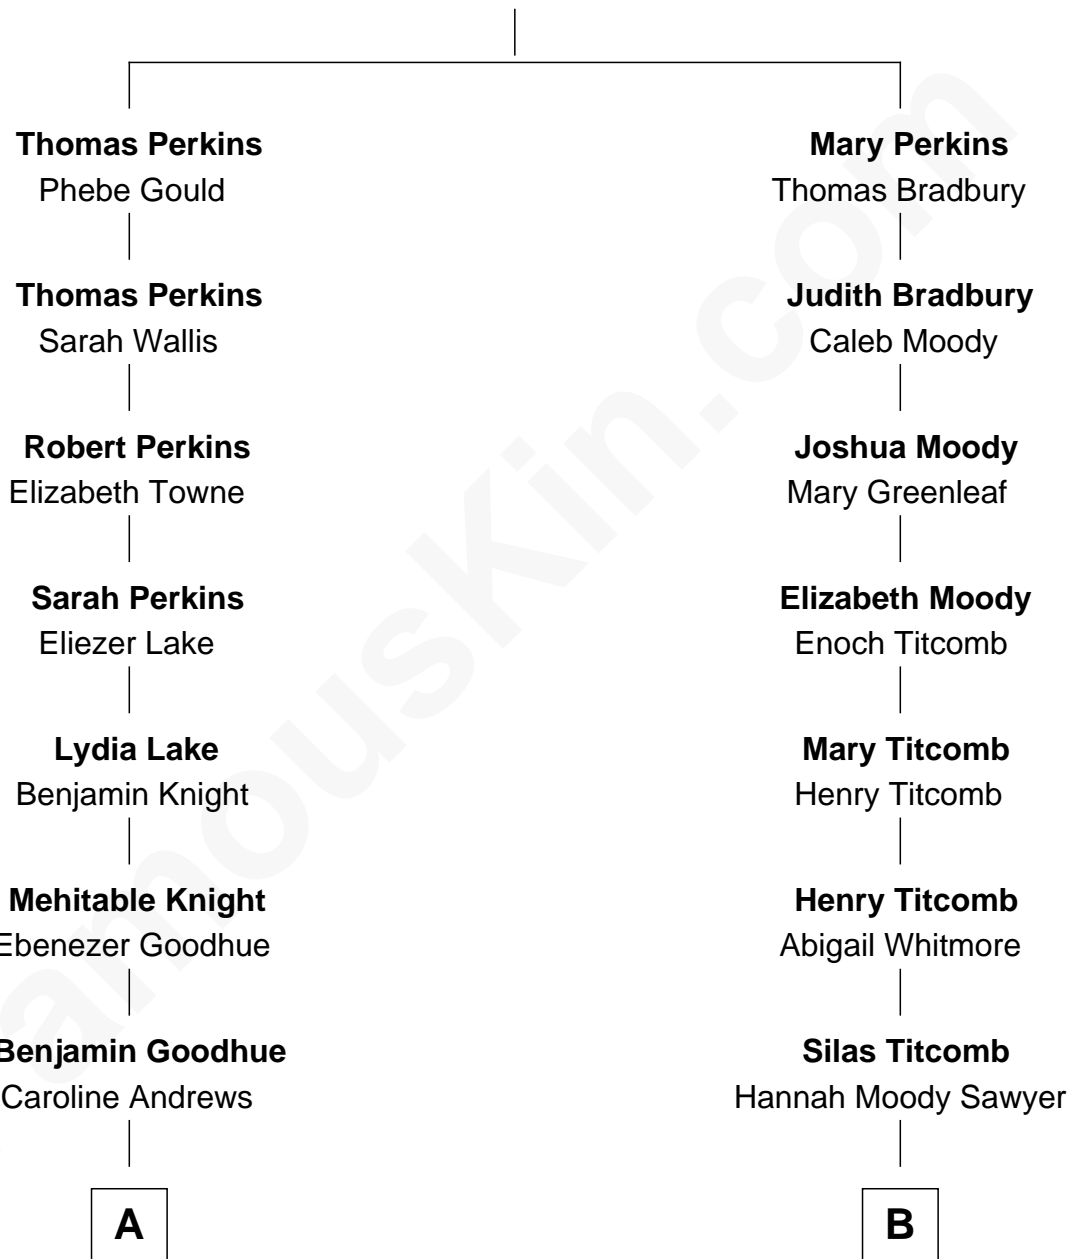 Thomas Perkins
Phebe Gould
Mary Perkins
Thomas Bradbury
Thomas Perkins
Sarah Wallis
Judith Bradbury
Caleb Moody
Robert Perkins
Elizabeth Towne
Joshua Moody
Mary Greenleaf
Sarah Perkins
Eliezer Lake
Elizabeth Moody
Enoch Titcomb
Lydia Lake
Benjamin Knight
Mary Titcomb
Henry Titcomb
Mehitable Knight
Ebenezer Goodhue
Henry Titcomb
Abigail Whitmore
Benjamin Goodhue
Caroline Andrews
Silas Titcomb
Hannah Moody Sawyer
A
B
amouskin.com